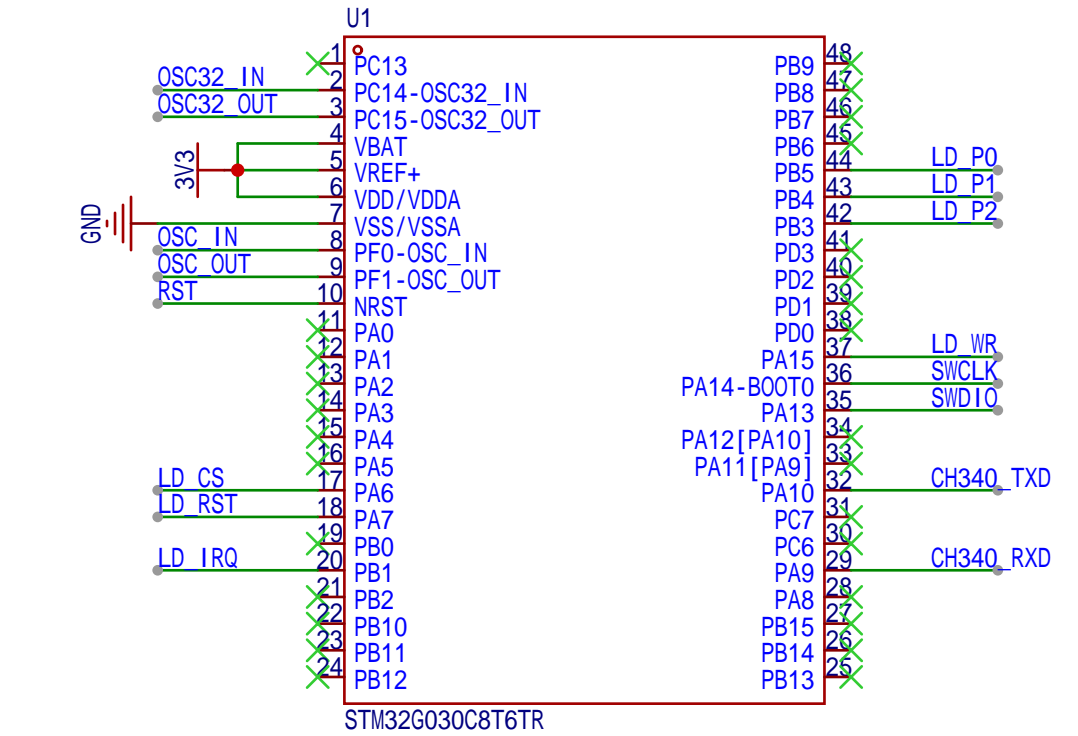 U1
1 PC13
OSC32_IN 2 PC14-OSC32_IN
OSC32_OUT 3 PC15-OSC32_OUT
4 VBAT
3V3 5 VREF+
6 VDD/VDDA
GND 7 VSS/VSSA
OSC_IN 8 PF0-OSC_IN
OSC_OUT 9 PF1-OSC_OUT
RST 10 NRST
11 PA0
12 PA1
13 PA2
14 PA3
15 PA4
16 PA5
LD_CS 17 PA6
LD_RST 18 PA7
19 PB0
LD_IRQ 20 PB1
21 PB2
22 PB10
23 PB11
24 PB12
PB9 48
PB8 47
PB7 46
PB6 45
PB5 44 LD_P0
PB4 43 LD_P1
PB3 42 LD_P2
PD3 41
PD2 40
PD1 39
PD0 38
PA15 37 LD_WR
PA14-BOOT0 36 SWCLK
PA13 35 SWDIO
PA12[PA10] 34
PA11[PA9] 33
PA10 32 CH340_TXD
PC7 31
PC6 30
PA9 29 CH340_RXD
PA8 28
PB15 27
PB14 26
PB13 25
STM32G030C8T6TR